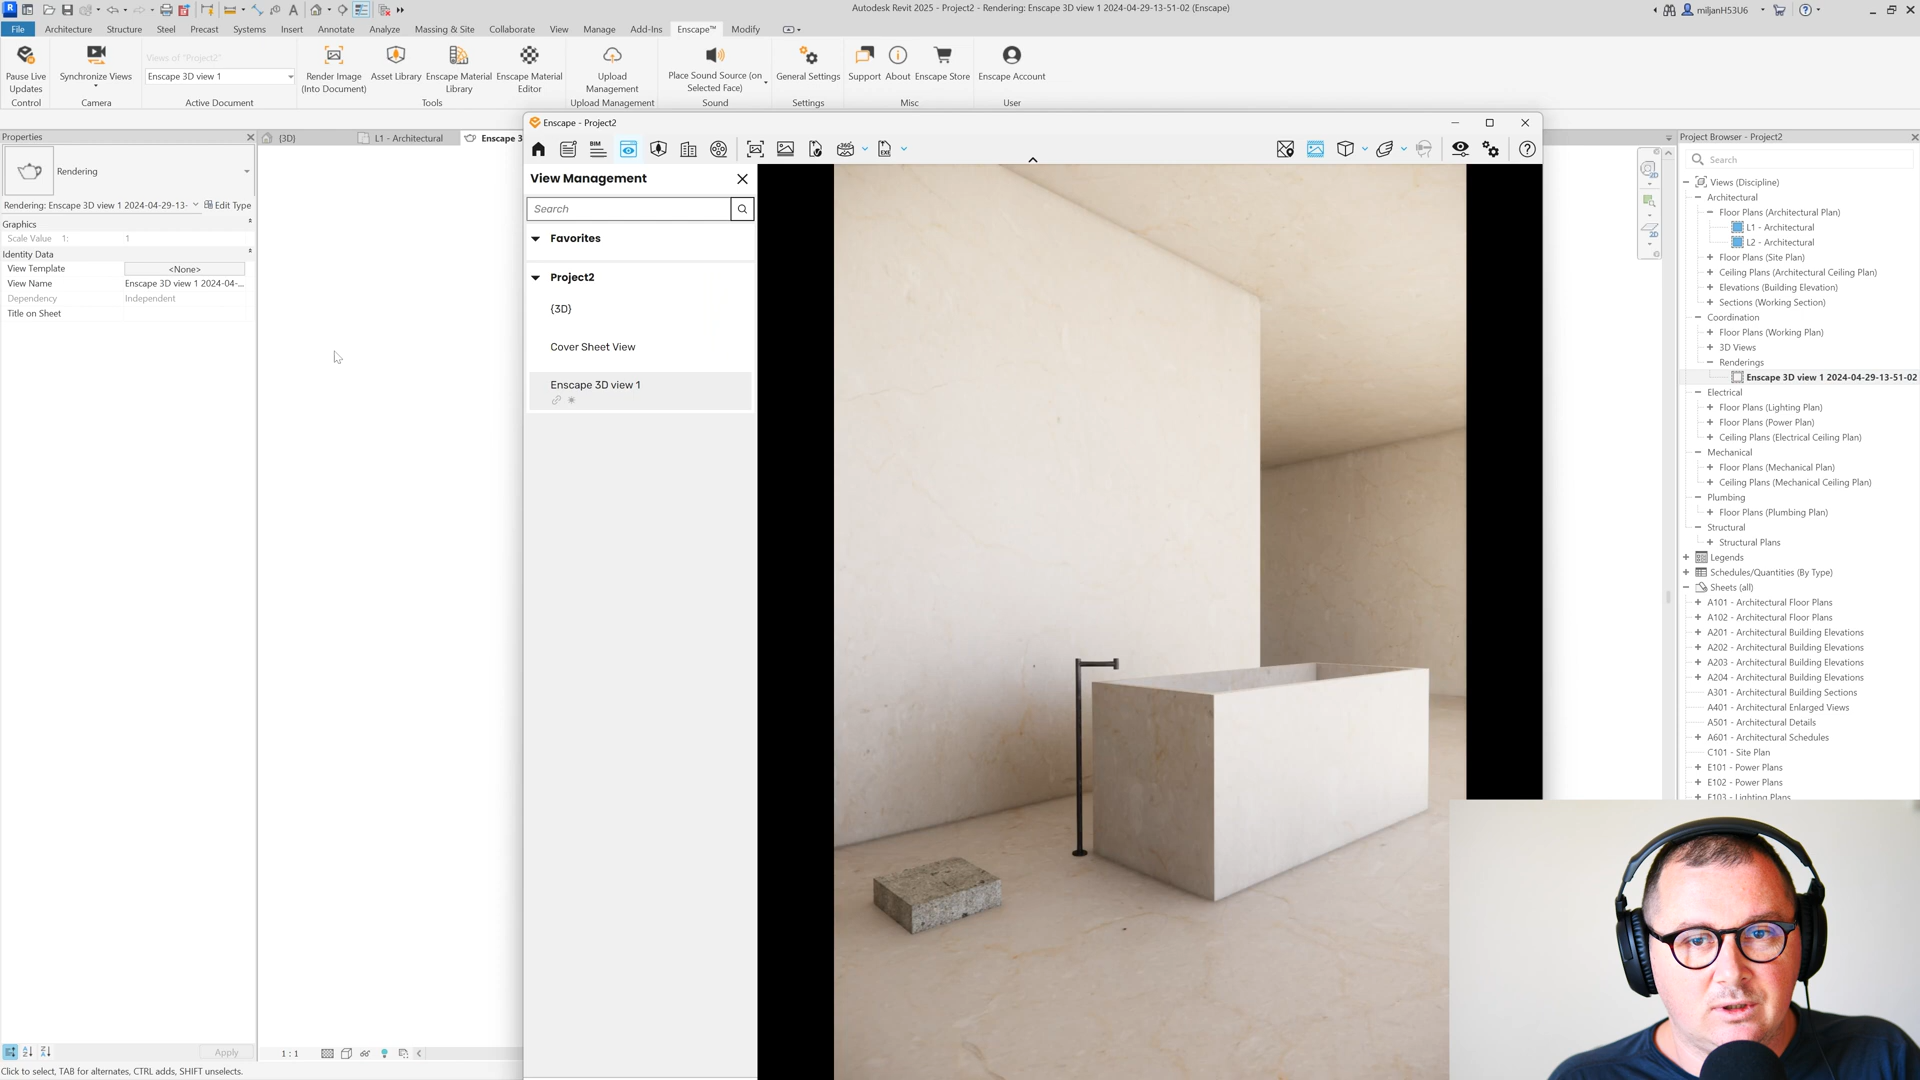 Autodesk Revit 2025 - Project2 - Rendering: Enscape 3D view 1 2024-04-29-13-51-02 (Enscape)
miljanH53U6
File Architecture Structure Steel Precast Systems Insert Annotate Analyze Massing & Site Collaborate View Manage Add-Ins Enscape™ Modify
Views of "Project2"
Enscape 3D view 1
Pause Live Updates
Synchronize Views
Render Image (Into Document)
Asset Library
Enscape Material Library
Enscape Material Editor
Upload Management
Place Sound Source (on Selected Face)
General Settings
Support
About
Enscape Store
Enscape Account
Control Camera Active Document Tools Upload Management Sound Settings Misc User
Properties
Rendering
Rendering: Enscape 3D view 1 2024-04-29-13-
Edit Type
Graphics
Scale Value 1: 1
Identity Data
View Template <None>
View Name Enscape 3D view 1 2024-04-...
Dependency Independent
Title on Sheet
Apply
{3D}
L1 - Architectural
Enscape 3
1 : 1
Click to select, TAB for alternates, CTRL adds, SHIFT unselects.
Enscape - Project2
BIM
360°
EXE
View Management
Search
Favorites
Project2
{3D}
Cover Sheet View
Enscape 3D view 1
2D
2D
Project Browser - Project2
Search
Views (Discipline)
Architectural
Floor Plans (Architectural Plan)
L1 - Architectural
L2 - Architectural
Floor Plans (Site Plan)
Ceiling Plans (Architectural Ceiling Plan)
Elevations (Building Elevation)
Sections (Working Section)
Coordination
Floor Plans (Working Plan)
3D Views
Renderings
Enscape 3D view 1 2024-04-29-13-51-02
Electrical
Floor Plans (Lighting Plan)
Floor Plans (Power Plan)
Ceiling Plans (Electrical Ceiling Plan)
Mechanical
Floor Plans (Mechanical Plan)
Ceiling Plans (Mechanical Ceiling Plan)
Plumbing
Floor Plans (Plumbing Plan)
Structural
Structural Plans
Legends
Schedules/Quantities (By Type)
Sheets (all)
A101 - Architectural Floor Plans
A102 - Architectural Floor Plans
A201 - Architectural Building Elevations
A202 - Architectural Building Elevations
A203 - Architectural Building Elevations
A204 - Architectural Building Elevations
A301 - Architectural Building Sections
A401 - Architectural Enlarged Views
A501 - Architectural Details
A601 - Architectural Schedules
C101 - Site Plan
E101 - Power Plans
E102 - Power Plans
E103 - Lighting Plans